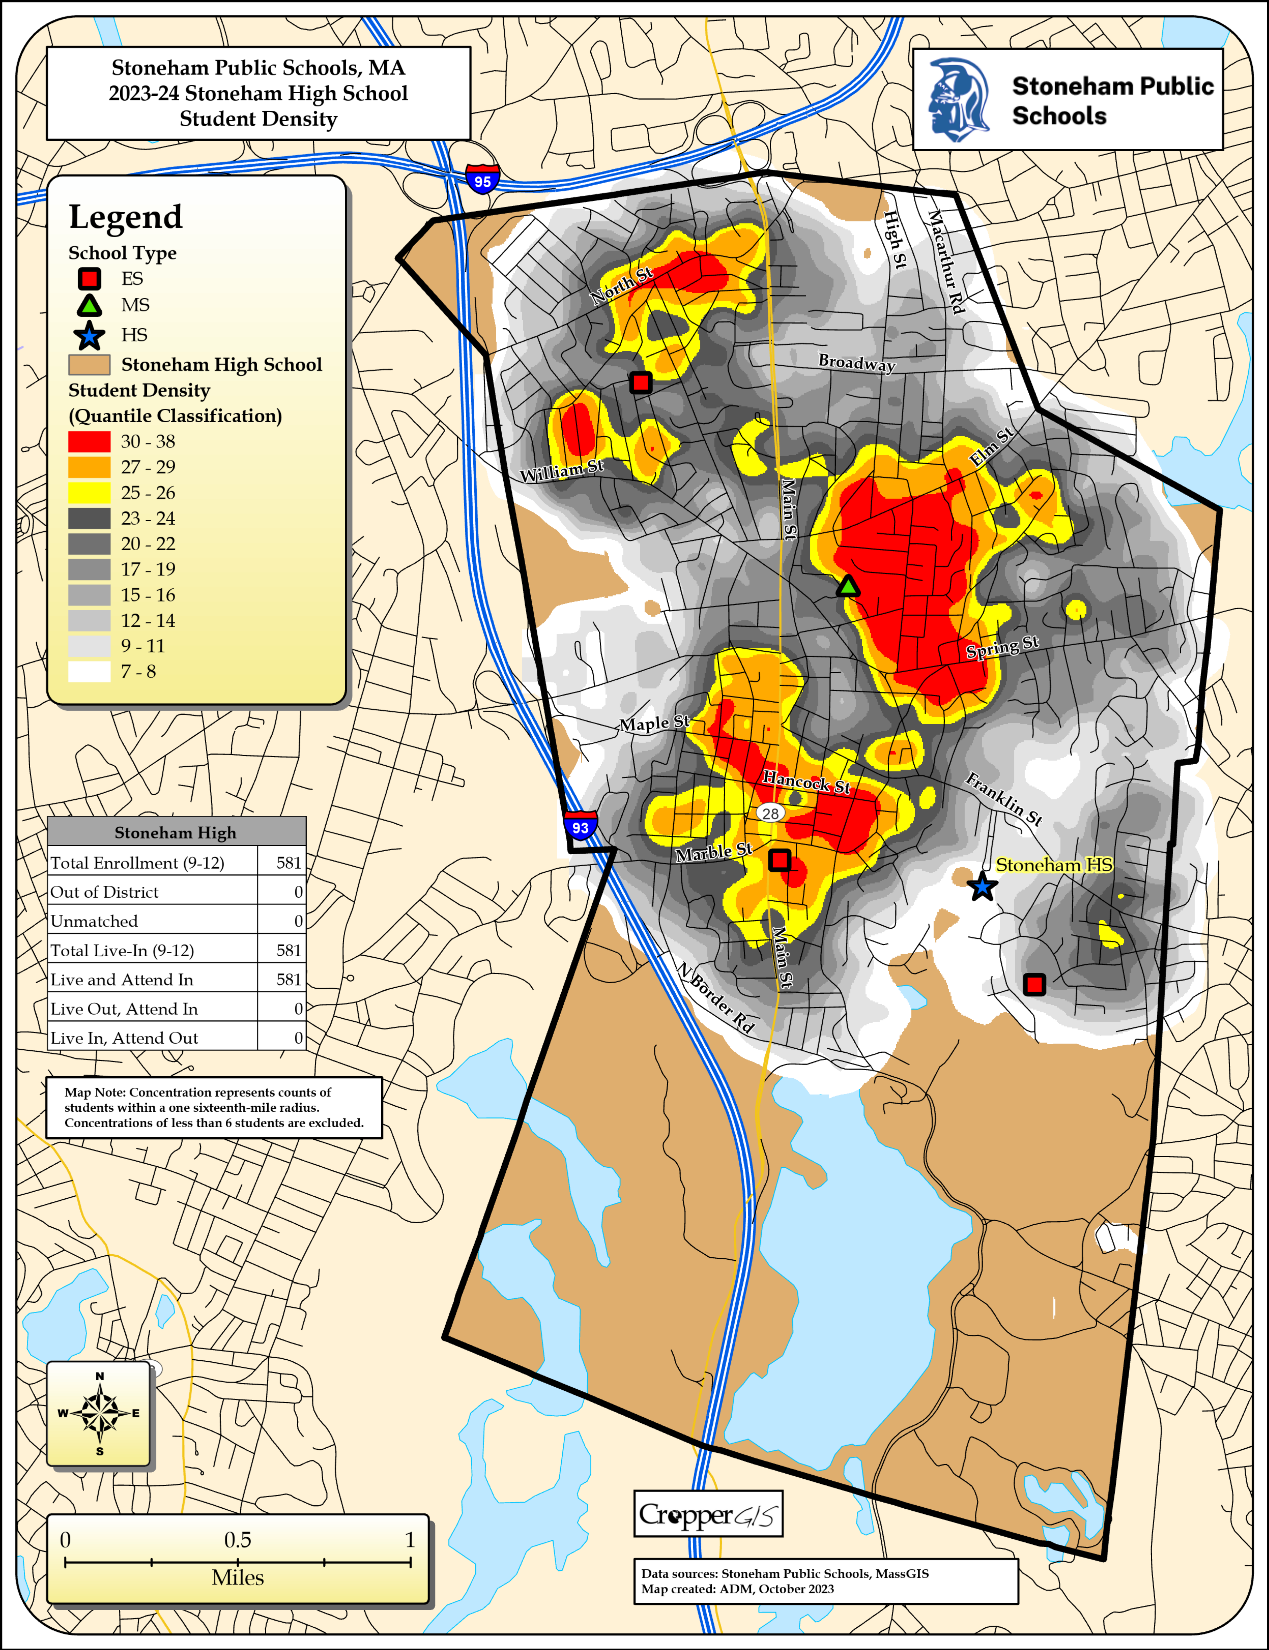 Stoneham Public Schools, MA
2023-24 Stoneham High School
Student Density
Stoneham Public
Schools
95
Legend
School Type
ES
MS
HS
Stoneham High School
Student Density
(Quantile Classification)
30 - 38
27 - 29
25 - 26
23 - 24
20 - 22
17 - 19
15 - 16
12 - 14
9 - 11
7 - 8
High St
Macarthur Rd
North St
Broadway
Elm St
William St
Main St
Spring St
Maple St
Hancock St
Franklin St
28
93
Marble St
Stoneham HS
Main St
N Border Rd
Stoneham High
Total Enrollment (9-12) 581
Out of District 0
Unmatched 0
Total Live-In (9-12) 581
Live and Attend In 581
Live Out, Attend In 0
Live In, Attend Out 0
Map Note: Concentration represents counts of
students within a one sixteenth-mile radius.
Concentrations of less than 6 students are excluded.
N
W E
S
0 0.5 1
Miles
Cropper GIS
Data sources: Stoneham Public Schools, MassGIS
Map created: ADM, October 2023